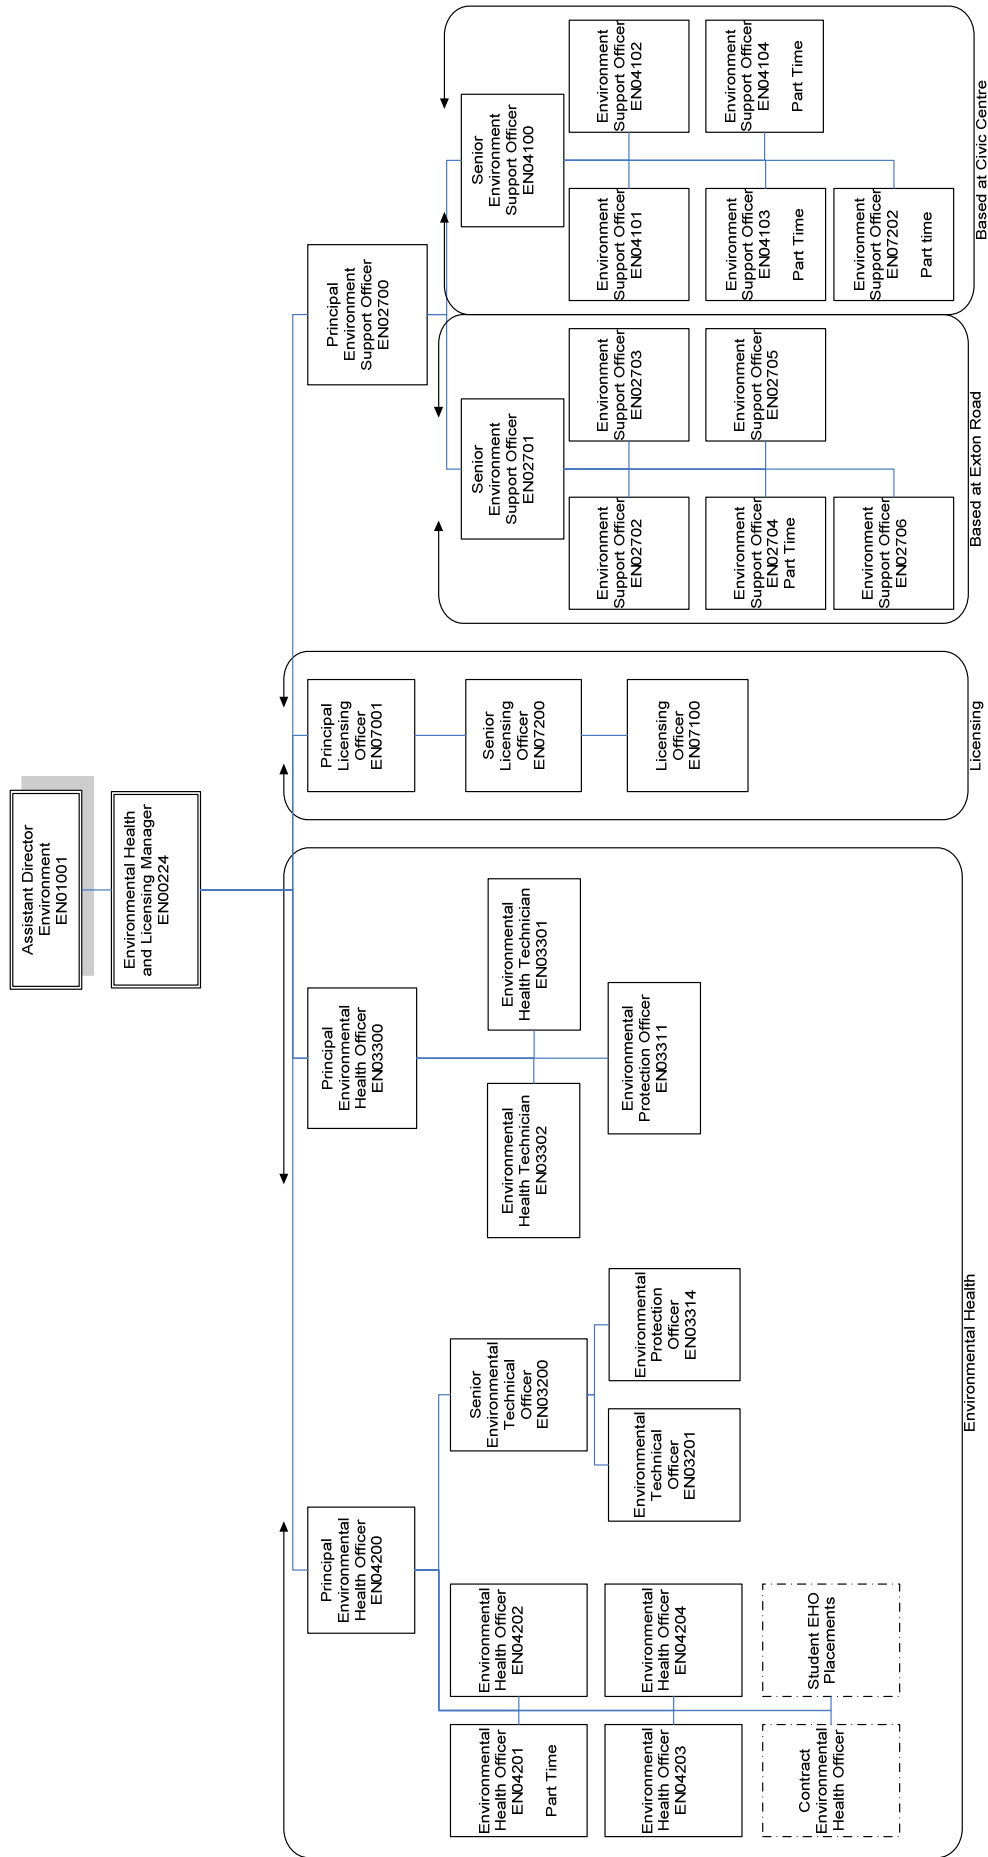 Assistant Director
Environment
EN01001
Environmental Health
and Licensing Manager
EN00224
Principal
Environmental
Health Officer
EN04200
Principal
Environmental
Health Officer
EN03300
Principal
Licensing
Officer
EN07001
Principal
Environment
Support Officer
EN02700
Environmental
Health Officer
EN04201
Part Time
Environmental
Health Officer
EN04202
Environmental
Health Officer
EN04203
Environmental
Health Officer
EN04204
Contract
Environmental
Health Officer
Student EHO
Placements
Senior
Environmental
Technical
Officer
EN03200
Environmental
Technical
Officer
EN03201
Environmental
Protection
Officer
EN03314
Environmental
Health Technician
EN03302
Environmental
Health Technician
EN03301
Environmental
Protection Officer
EN03311
Environmental Health
Senior
Licensing
Officer
EN07200
Licensing
Officer
EN07100
Licensing
Senior
Environment
Support Officer
EN02701
Environment
Support Officer
EN02702
Environment
Support Officer
EN02703
Environment
Support Officer
EN02704
Part Time
Environment
Support Officer
EN02705
Environment
Support Officer
EN02706
Based at Exton Road
Senior
Environment
Support Officer
EN04100
Environment
Support Officer
EN04101
Environment
Support Officer
EN04102
Environment
Support Officer
EN04103
Part Time
Environment
Support Officer
EN04104
Part Time
Environment
Support Officer
EN07202
Part time
Based at Civic Centre